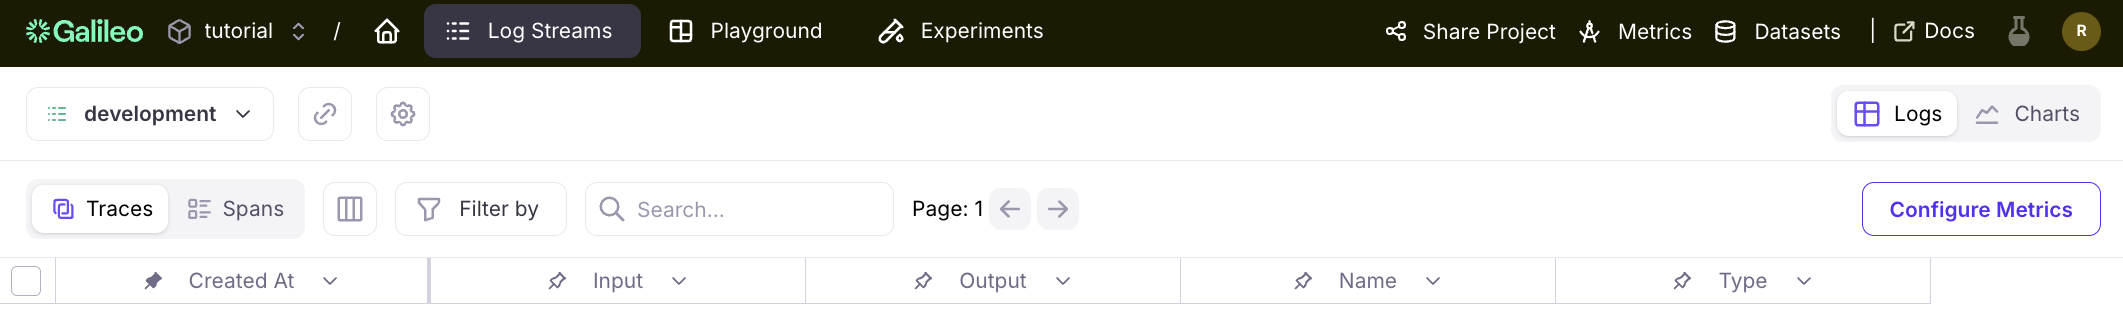 Galileo tutorial / Log Streams Playground Experiments Share Project Metrics Datasets | Docs R
development Logs Charts
Traces Spans Filter by Search... Page: 1 Configure Metrics
Created At Input Output Name Type